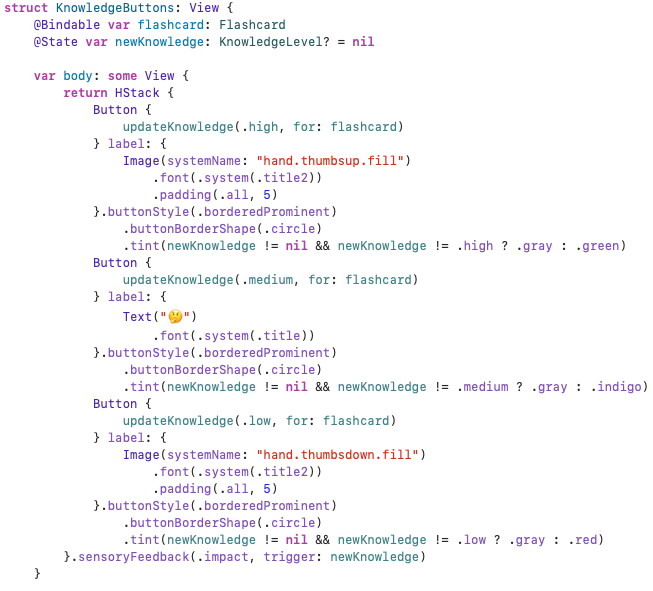 struct KnowledgeButtons: View {
    @Bindable var flashcard: Flashcard
    @State var newKnowledge: KnowledgeLevel? = nil

    var body: some View {
        return HStack {
            Button {
                updateKnowledge(.high, for: flashcard)
            } label: {
                Image(systemName: "hand.thumbsup.fill")
                    .font(.system(.title2))
                    .padding(.all, 5)
            }.buttonStyle(.borderedProminent)
                .buttonBorderShape(.circle)
                .tint(newKnowledge != nil && newKnowledge != .high ? .gray : .green)
            Button {
                updateKnowledge(.medium, for: flashcard)
            } label: {
                Text("🤔")
                    .font(.system(.title))
            }.buttonStyle(.borderedProminent)
                .buttonBorderShape(.circle)
                .tint(newKnowledge != nil && newKnowledge != .medium ? .gray : .indigo)
            Button {
                updateKnowledge(.low, for: flashcard)
            } label: {
                Image(systemName: "hand.thumbsdown.fill")
                    .font(.system(.title2))
                    .padding(.all, 5)
            }.buttonStyle(.borderedProminent)
                .buttonBorderShape(.circle)
                .tint(newKnowledge != nil && newKnowledge != .low ? .gray : .red)
        }.sensoryFeedback(.impact, trigger: newKnowledge)
    }